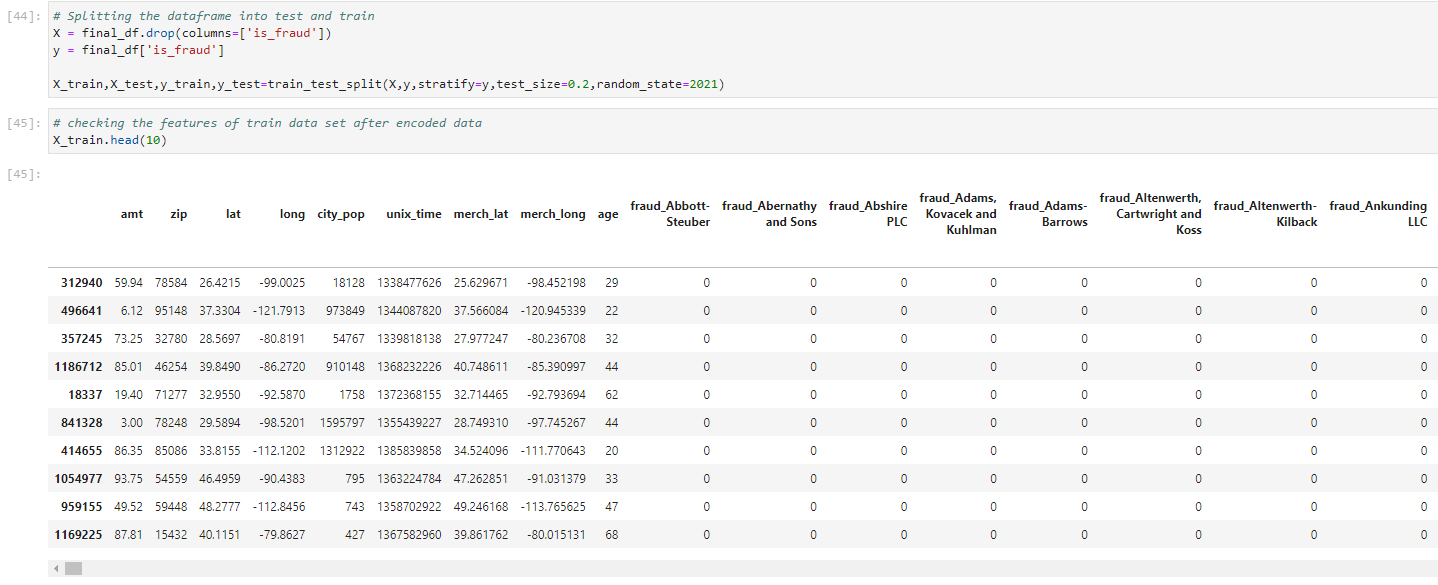 [44]: # Splitting the dataframe into test and train
X = final_df.drop(columns=['is_fraud'])
y = final_df['is_fraud']
X_train,X_test,y_train,y_test=train_test_split(X,y,stratify=y,test_size=0.2,random_state=2021)
[45]: # checking the features of train data set after encoded data
X_train.head(10)
[45]:
amt zip lat long city_pop unix_time merch_lat merch_long age fraud_Abbott-Steuber fraud_Abernathy and Sons fraud_Abshire PLC fraud_Adams, Kovacek and Kuhlman fraud_Adams-Barrows fraud_Altenwerth, Cartwright and Koss fraud_Altenwerth-Kilback fraud_Ankunding LLC
312940 59.94 78584 26.4215 -99.0025 18128 1338477626 25.629671 -98.452198 29 0 0 0 0 0 0 0 0
496641 6.12 95148 37.3304 -121.7913 973849 1344087820 37.566084 -120.945339 22 0 0 0 0 0 0 0 0
357245 73.25 32780 28.5697 -80.8191 54767 1339818138 27.977247 -80.236708 32 0 0 0 0 0 0 0 0
1186712 85.01 46254 39.8490 -86.2720 910148 1368232226 40.748611 -85.390997 44 0 0 0 0 0 0 0 0
18337 19.40 71277 32.9550 -92.5870 1758 1372368155 32.714465 -92.793694 62 0 0 0 0 0 0 0 0
841328 3.00 78248 29.5894 -98.5201 1595797 1355439227 28.749310 -97.745267 44 0 0 0 0 0 0 0 0
414655 86.35 85086 33.8155 -112.1202 1312922 1385839858 34.524096 -111.770643 20 0 0 0 0 0 0 0 0
1054977 93.75 54559 46.4959 -90.4383 795 1363224784 47.262851 -91.031379 33 0 0 0 0 0 0 0 0
959155 49.52 59448 48.2777 -112.8456 743 1358702922 49.246168 -113.765625 47 0 0 0 0 0 0 0 0
1169225 87.81 15432 40.1151 -79.8627 427 1367582960 39.861762 -80.015131 68 0 0 0 0 0 0 0 0